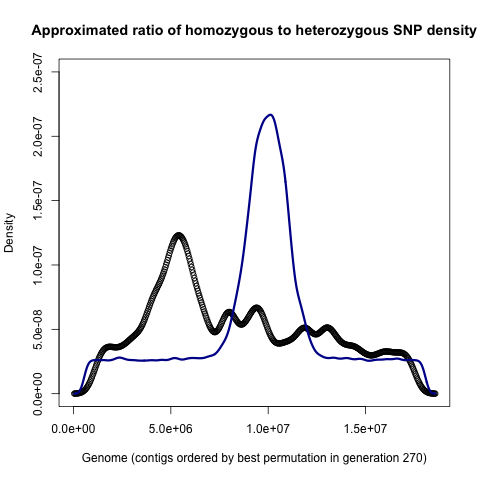 Approximated ratio of homozygous to heterozygous SNP density
2.5e-07
2.0e-07
1.5e-07
1.0e-07
5.0e-08
0.0e+00
Density
0.0e+00 5.0e+06 1.0e+07 1.5e+07
Genome (contigs ordered by best permutation in generation 270)